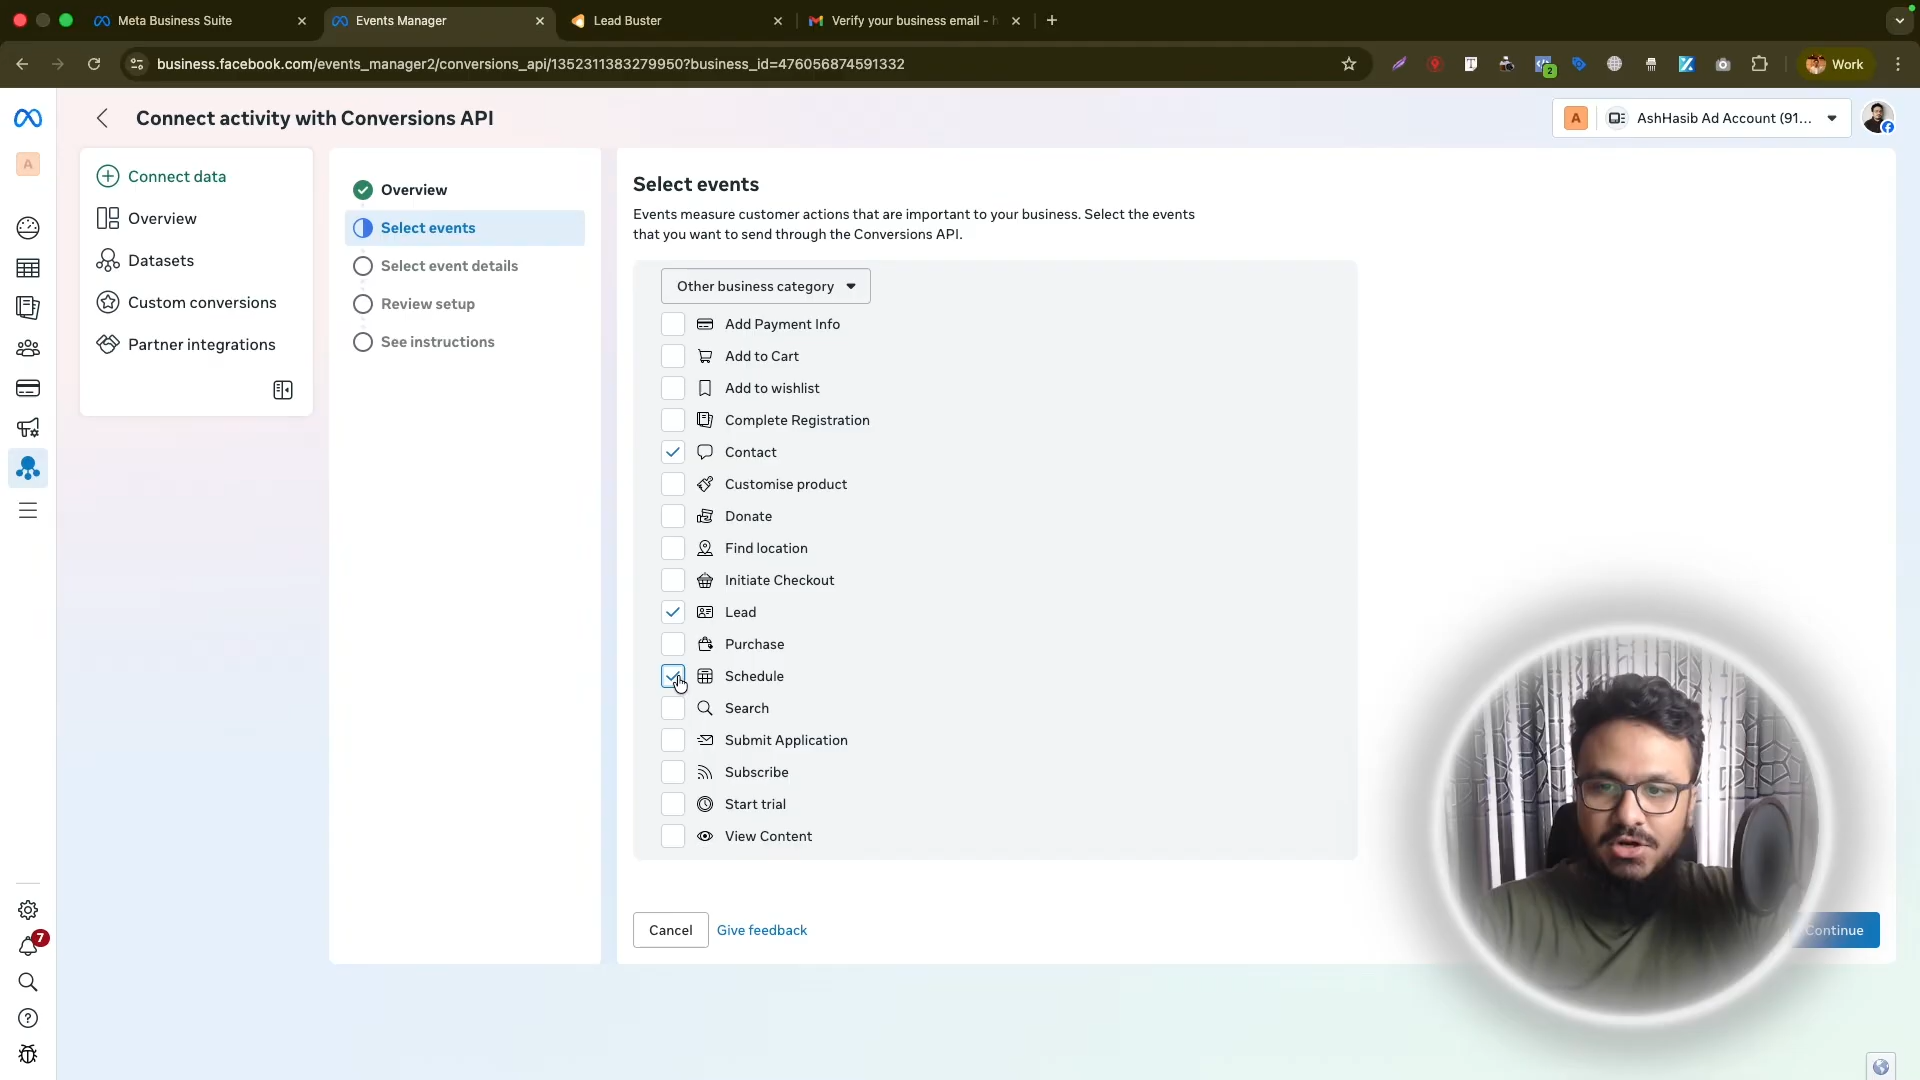 Meta Business Suite
Events Manager
Lead Buster
Verify your business email -
business.facebook.com/events_manager2/conversions_api/1352311383279950?business_id=476056874591332
2
Work
Connect activity with Conversions API
A
AshHasib Ad Account (91...
A
Connect data
Overview
Datasets
Custom conversions
Partner integrations
Overview
Select events
Select event details
Review setup
See instructions
Select events
Events measure customer actions that are important to your business. Select the events
that you want to send through the Conversions API.
Other business category
Add Payment Info
Add to Cart
Add to wishlist
Complete Registration
Contact
Customise product
Donate
Find location
Initiate Checkout
Lead
Purchase
Schedule
Search
Submit Application
Subscribe
Start trial
View Content
Cancel
Give feedback
Continue
7